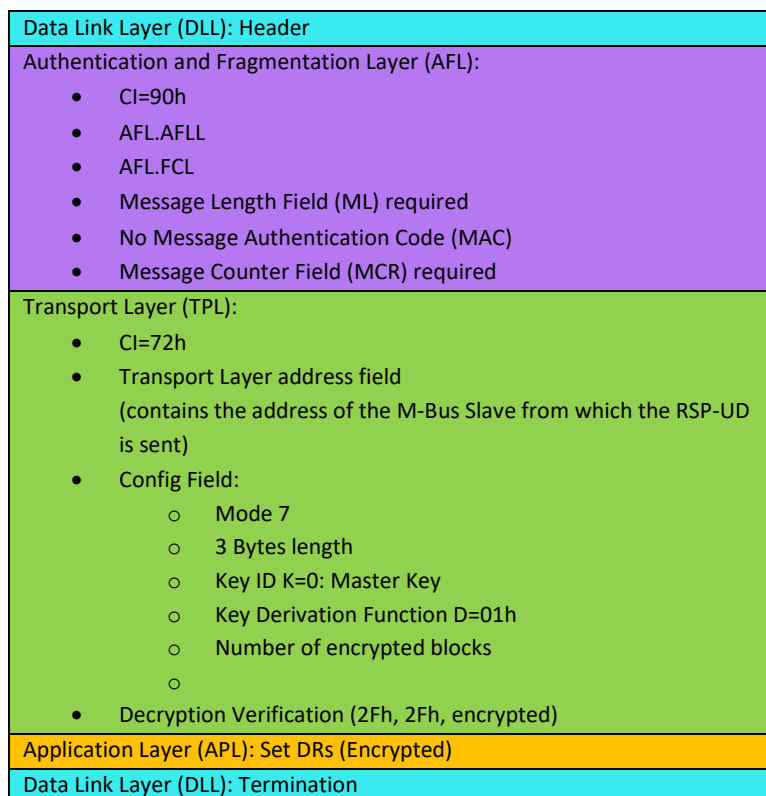 Data Link Layer (DLL): Header
Authentication and Fragmentation Layer (AFL):
• CI=90h
• AFL.AFLL
• AFL.FCL
• Message Length Field (ML) required
• No Message Authentication Code (MAC)
• Message Counter Field (MCR) required
Transport Layer (TPL):
• CI=72h
• Transport Layer address field
(contains the address of the M-Bus Slave from which the RSP-UD
is sent)
• Config Field:
o Mode 7
o 3 Bytes length
o Key ID K=0: Master Key
o Key Derivation Function D=01h
o Number of encrypted blocks
o
• Decryption Verification (2Fh, 2Fh, encrypted)
Application Layer (APL): Set DRs (Encrypted)
Data Link Layer (DLL): Termination